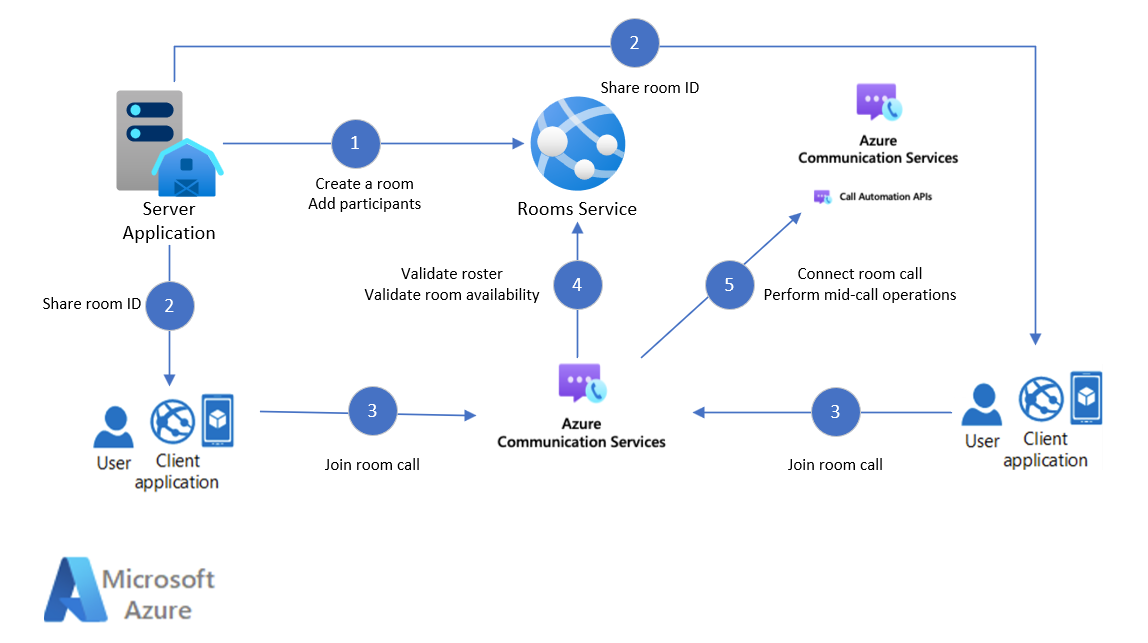 2
Share room ID
Azure
Communication Services
Call Automation APIs
1
Create a room
Add participants
Server
Application
Rooms Service
Share room ID
2
Validate roster
Validate room availability
4
5
Connect room call
Perform mid-call operations
User
Client
application
3
Join room call
Azure
Communication Services
3
Join room call
User
Client
application
Microsoft
Azure